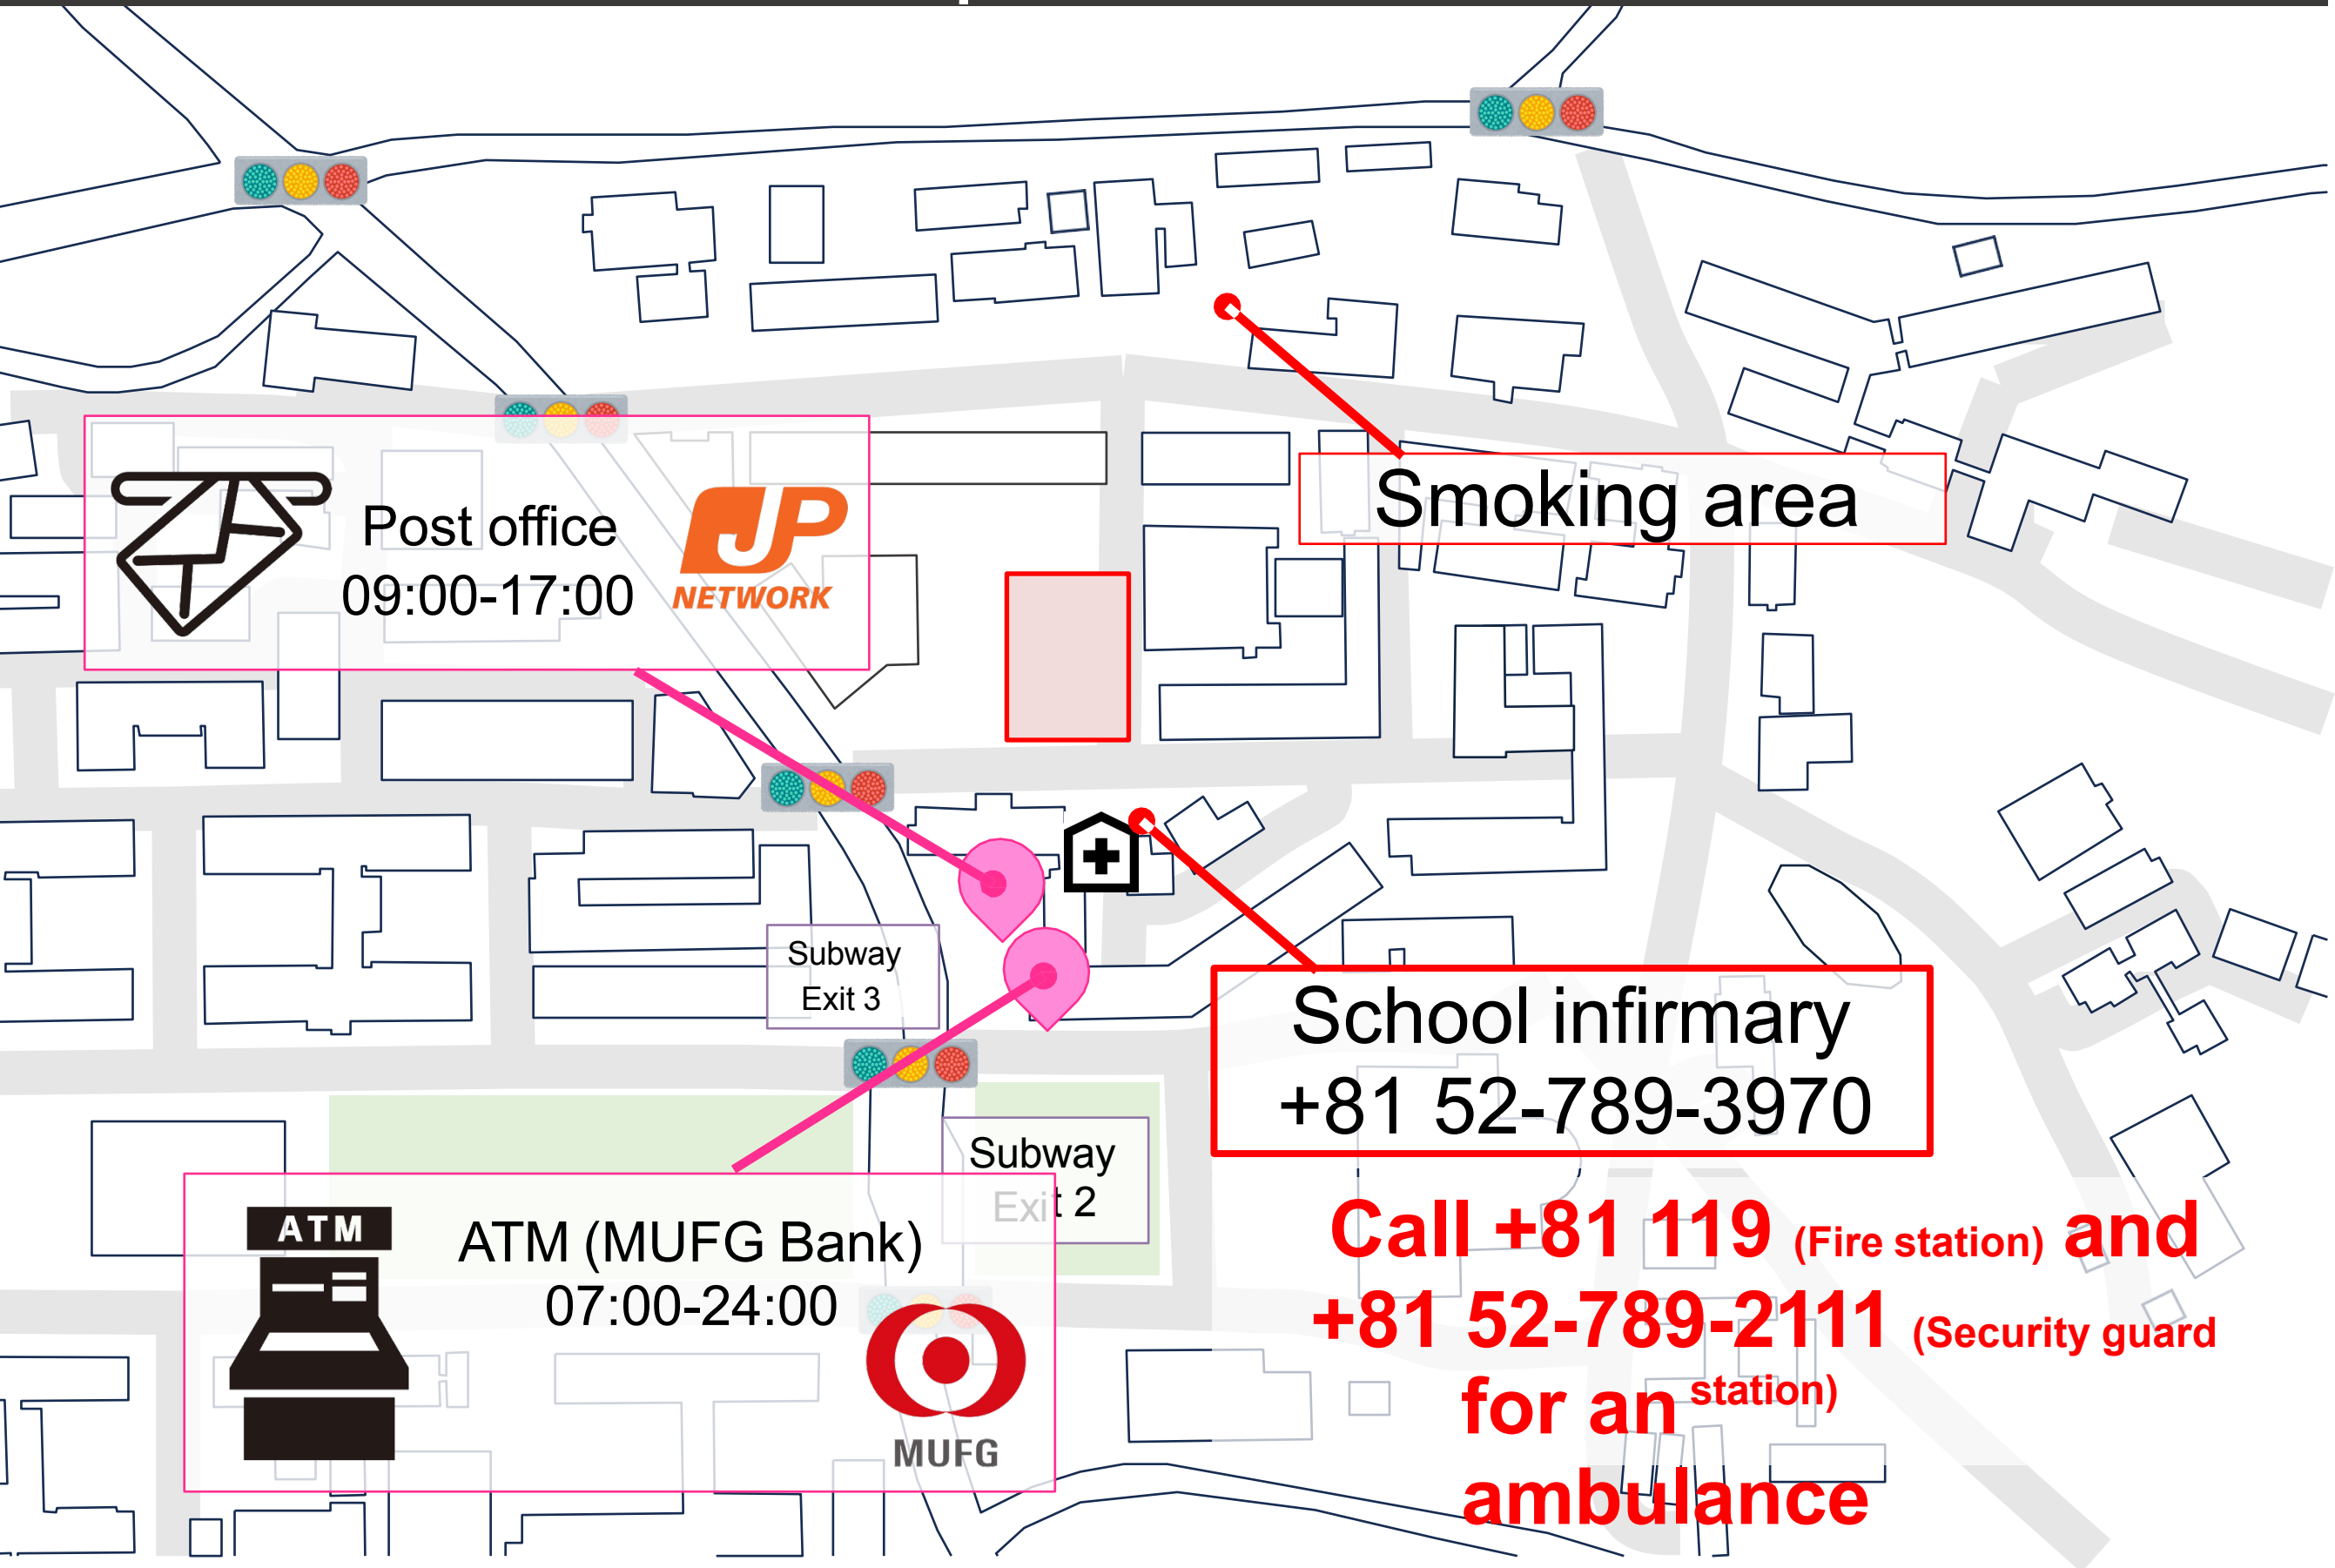 Post office
09:00-17:00
JP
NETWORK
Smoking area
Subway
Exit 3
School infirmary
+81 52-789-3970
Subway
Exit 2
ATM
ATM (MUFG Bank)
07:00-24:00
MUFG
Call +81 119 (Fire station) and
+81 52-789-2111 (Security guard
for an station)
ambulance